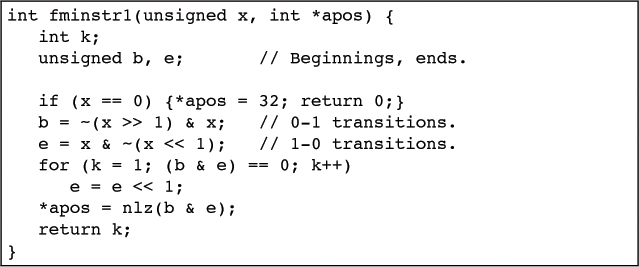 int fminstr1(unsigned x, int *apos) {
   int k;
   unsigned b, e;        // Beginnings, ends.

   if (x == 0) {*apos = 32; return 0;}
   b = ~(x >> 1) & x;    // 0-1 transitions.
   e = x & ~(x << 1);    // 1-0 transitions.
   for (k = 1; (b & e) == 0; k++)
      e = e << 1;
   *apos = nlz(b & e);
   return k;
}